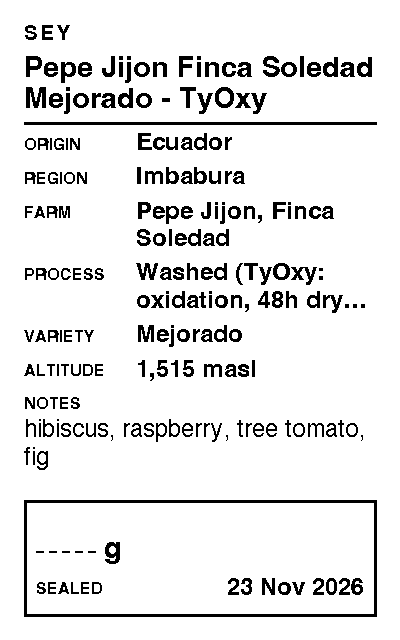 SEY
Pepe Jijon Finca Soledad
Mejorado - TyOxy
ORIGIN Ecuador
REGION Imbabura
FARM Pepe Jijon, Finca
Soledad
PROCESS Washed (TyOxy:
oxidation, 48h dry...
VARIETY Mejorado
ALTITUDE 1,515 masl
NOTES
hibiscus, raspberry, tree tomato,
fig
----- g
SEALED 23 Nov 2026